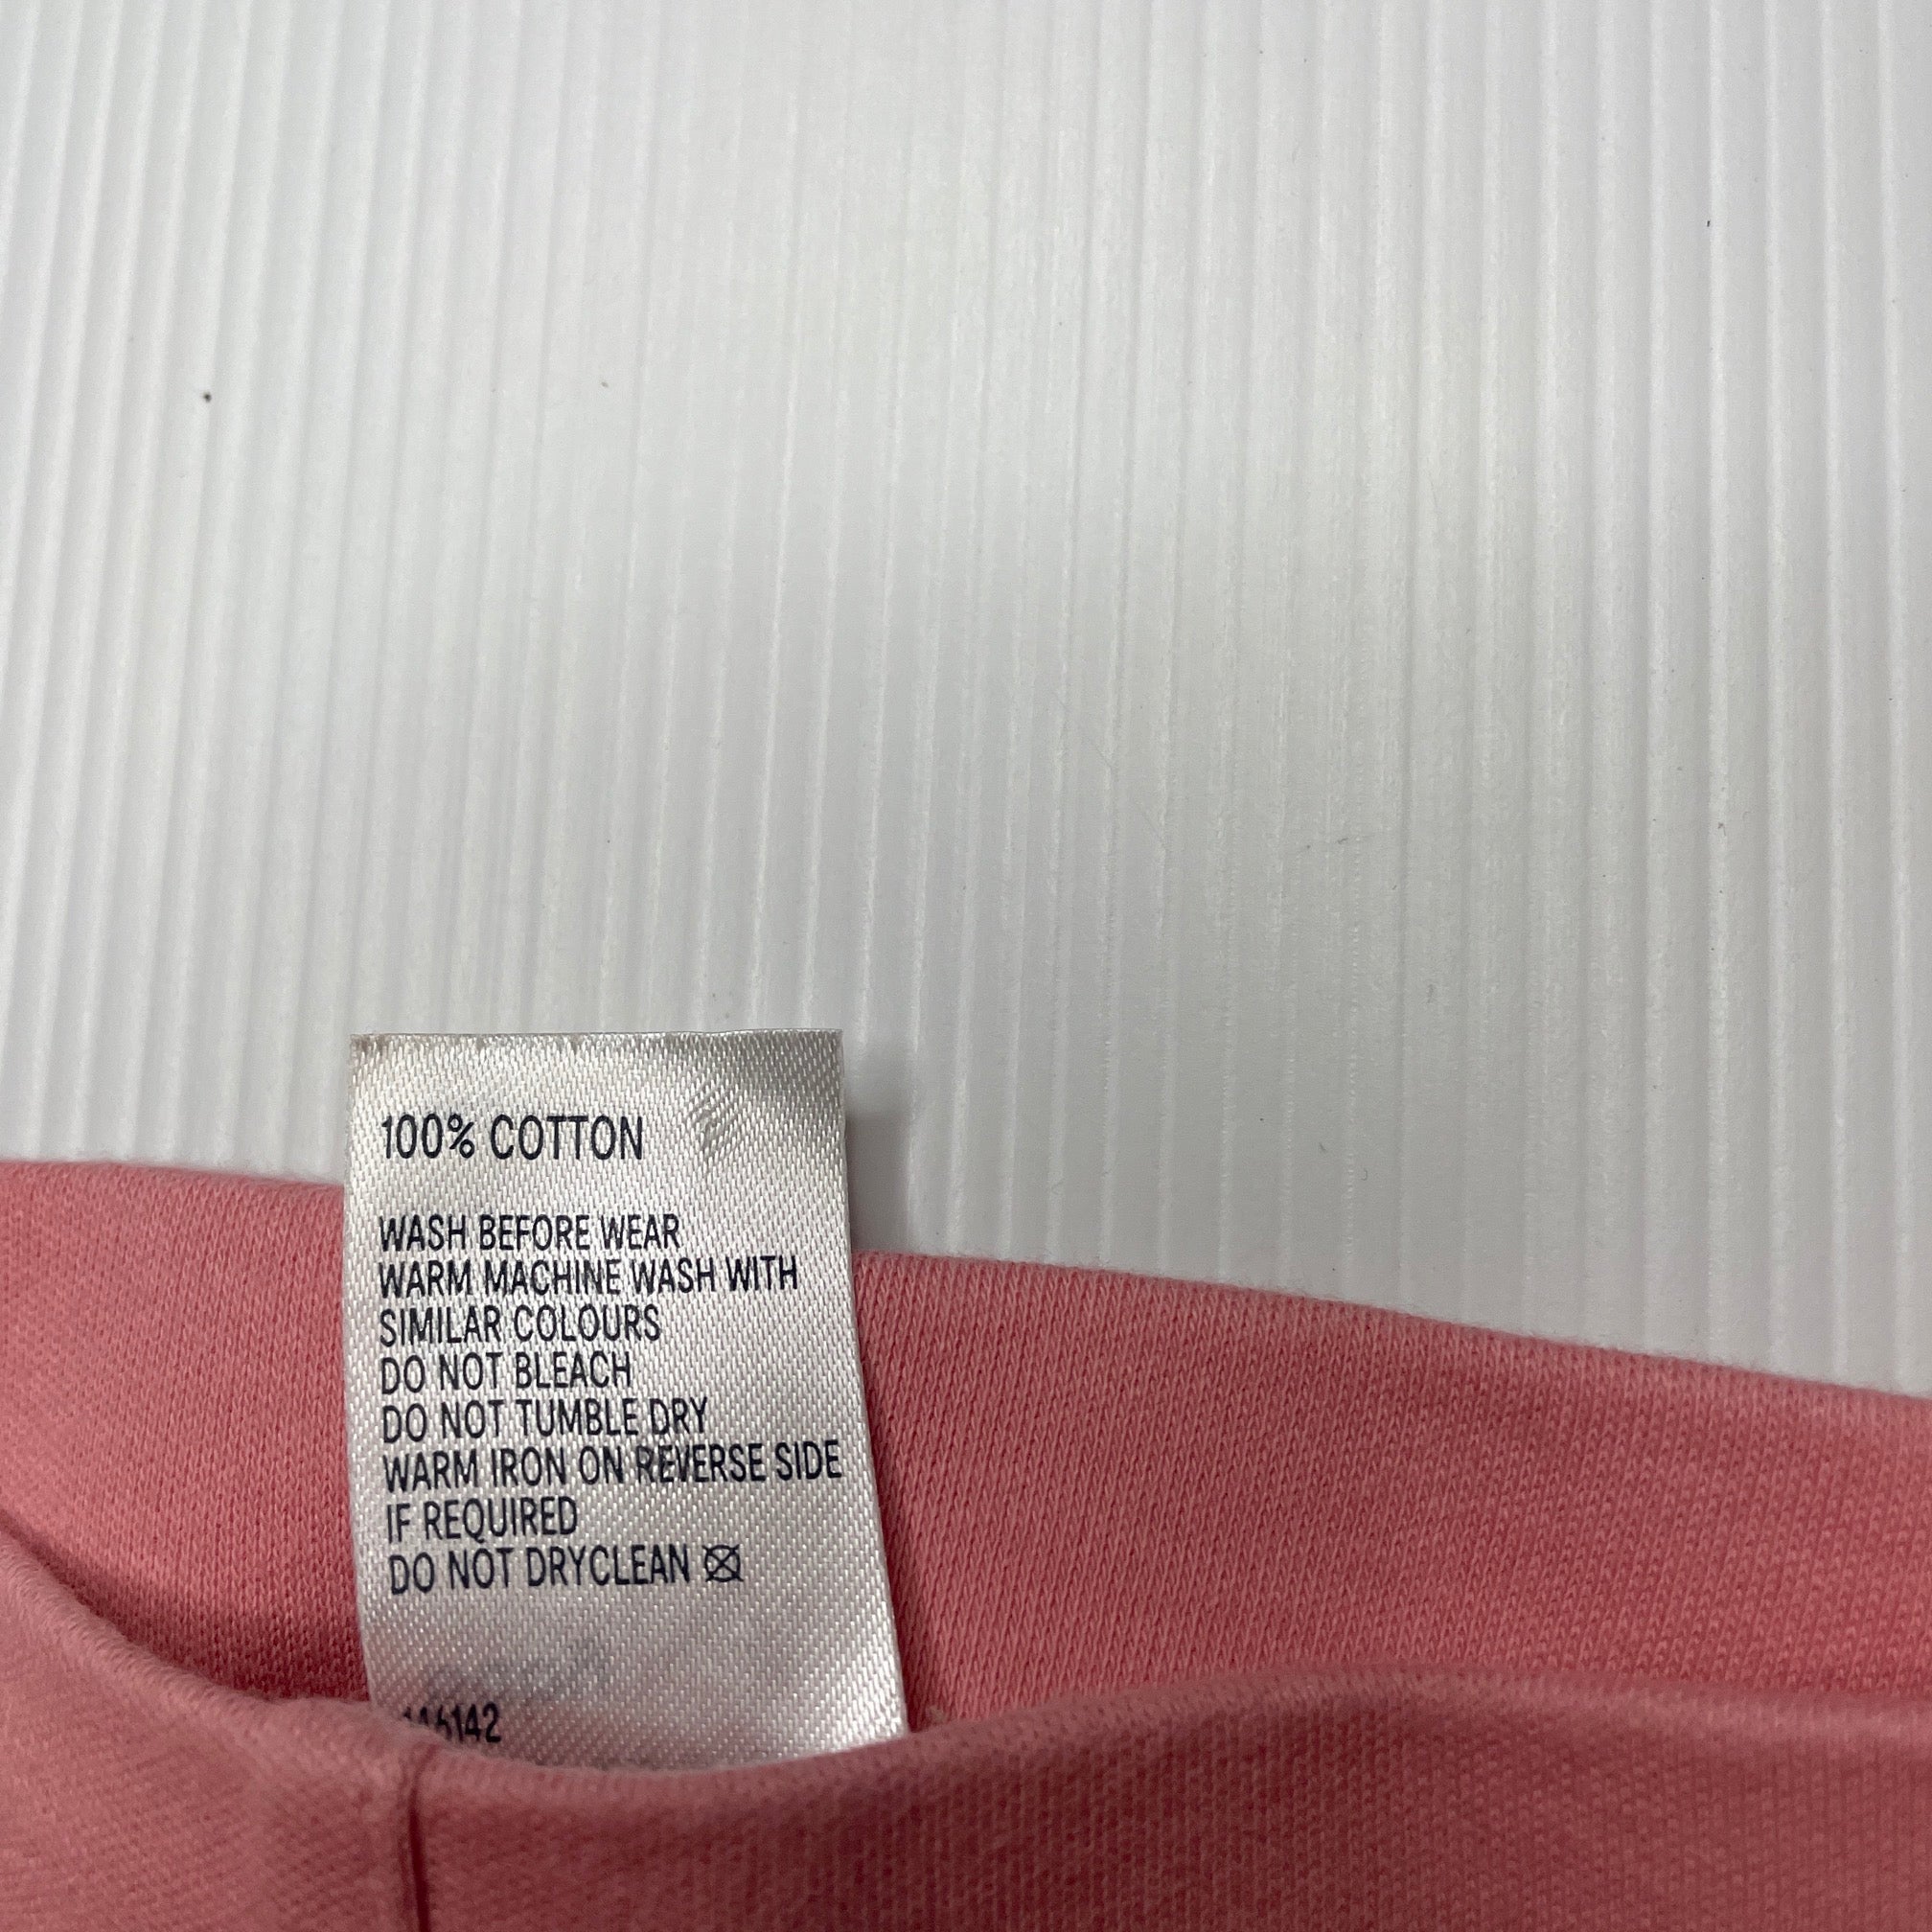 100% COTTON
WASH BEFORE WEAR
WARM MACHINE WASH WITH
SIMILAR COLOURS
DO NOT BLEACH
DO NOT TUMBLE DRY
WARM IRON ON REVERSE SIDE
IF REQUIRED
DO NOT DRYCLEAN